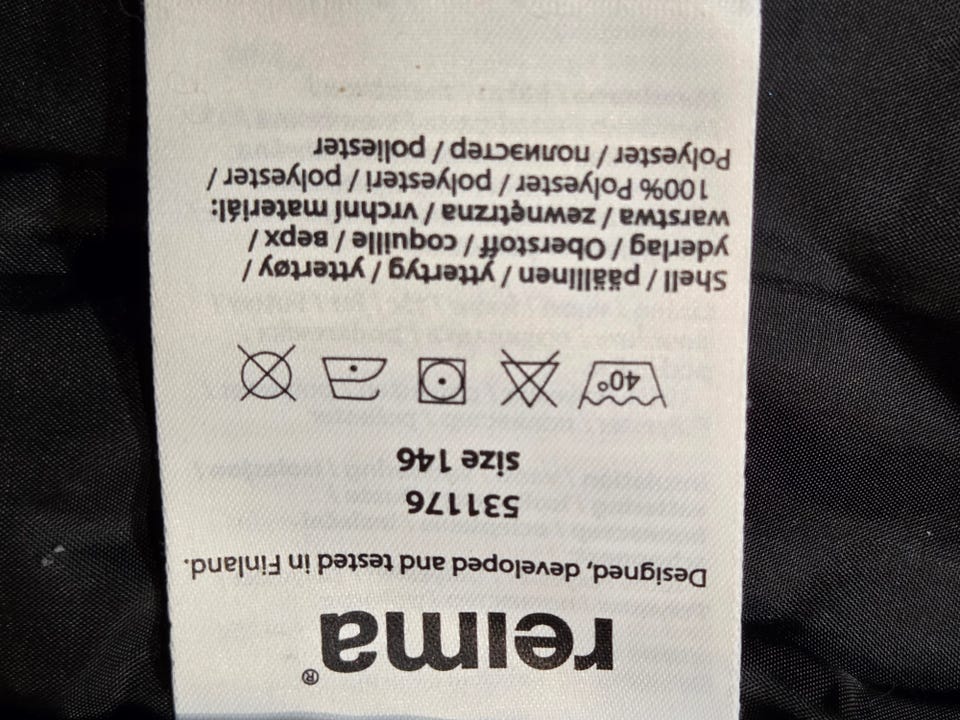 reima®
Designed, developed and tested in Finland.
531176
size 146
40°
Shell / päällinen / yttertyg / yttertøy /
yderlag / Oberstoff / coquille / верх /
warstwa / zewnętrzna / vrchní materiál:
100% Polyester / polyesteri / polyester /
Polyester / полиэстер / poliester